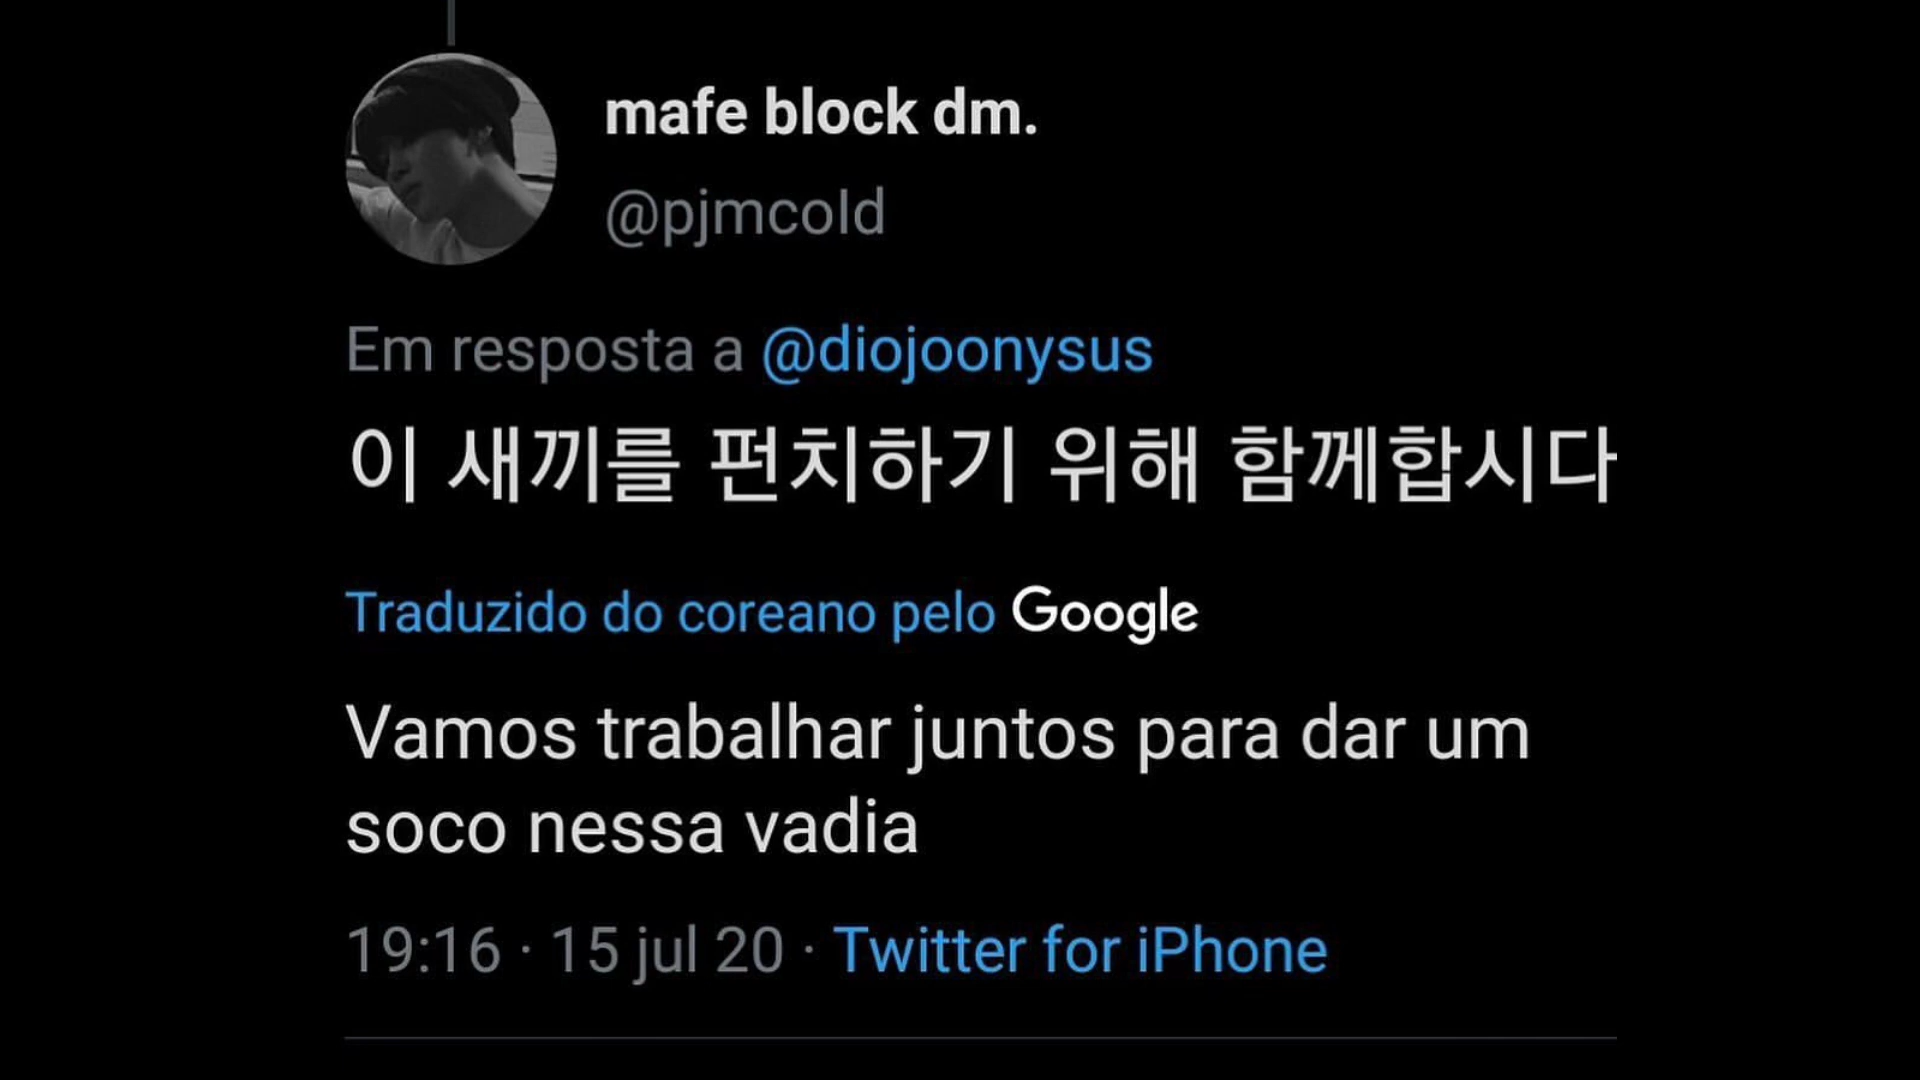 mafe block dm.
@pjmcold
Em resposta a @diojoonysus
이 새끼를 펀치하기 위해 함께합시다
Traduzido do coreano pelo Google
Vamos trabalhar juntos para dar um
soco nessa vadia
19:16 · 15 jul 20 · Twitter for iPhone